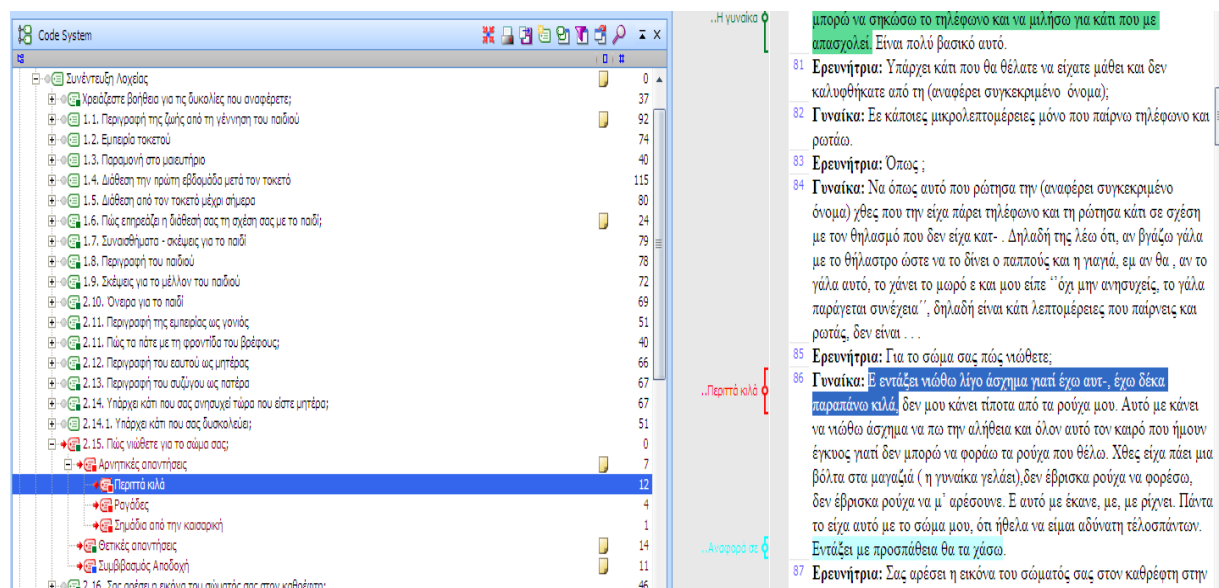 Code System
Συνέντευξη Λοχείας 0
Χρειάζεστε βοήθεια για τις δυκολίες που αναφέρετε; 37
1.1. Περιγραφή της ζωής από τη γέννηση του παιδιού 92
1.2. Εμπειρία τοκετού 74
1.3. Παραμονή στο μαιευτήριο 40
1.4. Διάθεση την πρώτη εβδομάδα μετά τον τοκετό 115
1.5. Διάθεση από τον τοκετό μέχρι σήμερα 80
1.6. Πώς επηρεάζει η διάθεσή σας τη σχέση σας με το παιδί; 24
1.7. Συναισθήματα - σκέψεις για το παιδί 79
1.8. Περιγραφή του παιδιού 78
1.9. Σκέψεις για το μέλλον του παιδιού 72
2.10. Όνειρα για το παιδί 69
2.11. Περιγραφή της εμπειρίας ως γονιός 51
2.11. Πώς τα πάτε με τη φροντίδα του βρέφους; 40
2.12. Περιγραφή του εαυτού ως μητέρας 66
2.13. Περιγραφή του συζύγου ως πατέρα 67
2.14. Υπάρχει κάτι που σας ανησυχεί τώρα που είστε μητέρα; 67
2.14.1. Υπάρχει κάτι που σας δυσκολεύει; 51
2.15. Πώς νιώθετε για το σώμα σας; 0
Αρνητικές απαντήσεις 7
Περιττά κιλά 12
Ραγάδες 4
Σημάδια από την καισαρική 1
Θετικές απαντήσεις 14
Συμβιβασμός Αποδοχή 11
2.16. Σας αρέσει η εικόνα του σώματός σας στον καθρέφτη; 46
..Η γυναίκα
..Περιττά κιλά
..Αναφορά σε
μπορώ να σηκώσω το τηλέφωνο και να μιλήσω για κάτι που με
απασχολεί. Είναι πολύ βασικό αυτό.
81 Ερευνήτρια: Υπάρχει κάτι που θα θέλατε να είχατε μάθει και δεν
καλυφθήκατε από τη (αναφέρει συγκεκριμένο όνομα);
82 Γυναίκα: Εε κάποιες μικρολεπτομέρειες μόνο που παίρνω τηλέφωνο και
ρωτάω.
83 Ερευνήτρια: Όπως ;
84 Γυναίκα: Να όπως αυτό που ρώτησα την (αναφέρει συγκεκριμένο
όνομα) χθες που την είχα πάρει τηλέφωνο και τη ρώτησα κάτι σε σχέση
με τον θηλασμό που δεν είχα κατ- . Δηλαδή της λέω ότι, αν βγάζω γάλα
με το θήλαστρο ώστε να το δίνει ο παππούς και η γιαγιά, εμ αν θα , αν το
γάλα αυτό, το χάνει το μωρό ε και μου είπε ‘’όχι μην ανησυχείς, το γάλα
παράγεται συνέχεια΄΄, δηλαδή είναι κάτι λεπτομέρειες που παίρνεις και
ρωτάς, δεν είναι . . .
85 Ερευνήτρια: Για το σώμα σας πώς νιώθετε;
86 Γυναίκα: Ε εντάξει νιώθω λίγο άσχημα γιατί έχω αυτ-, έχω δέκα
παραπάνω κιλά, δεν μου κάνει τίποτα από τα ρούχα μου. Αυτό με κάνει
να νιώθω άσχημα να πω την αλήθεια και όλον αυτό τον καιρό που ήμουν
έγκυος γιατί δεν μπορώ να φοράω τα ρούχα που θέλω. Χθες είχα πάει μια
βόλτα στα μαγαζιά ( η γυναίκα γελάει),δεν έβρισκα ρούχα να φορέσω,
δεν έβρισκα ρούχα να μ’ αρέσουνε. Ε αυτό με έκανε, με, με ρίχνει. Πάντα
το είχα αυτό με το σώμα μου, ότι ήθελα να είμαι αδύνατη τέλοσπάντων.
Εντάξει με προσπάθεια θα τα χάσω.
87 Ερευνήτρια: Σας αρέσει η εικόνα του σώματός σας στον καθρέφτη στην